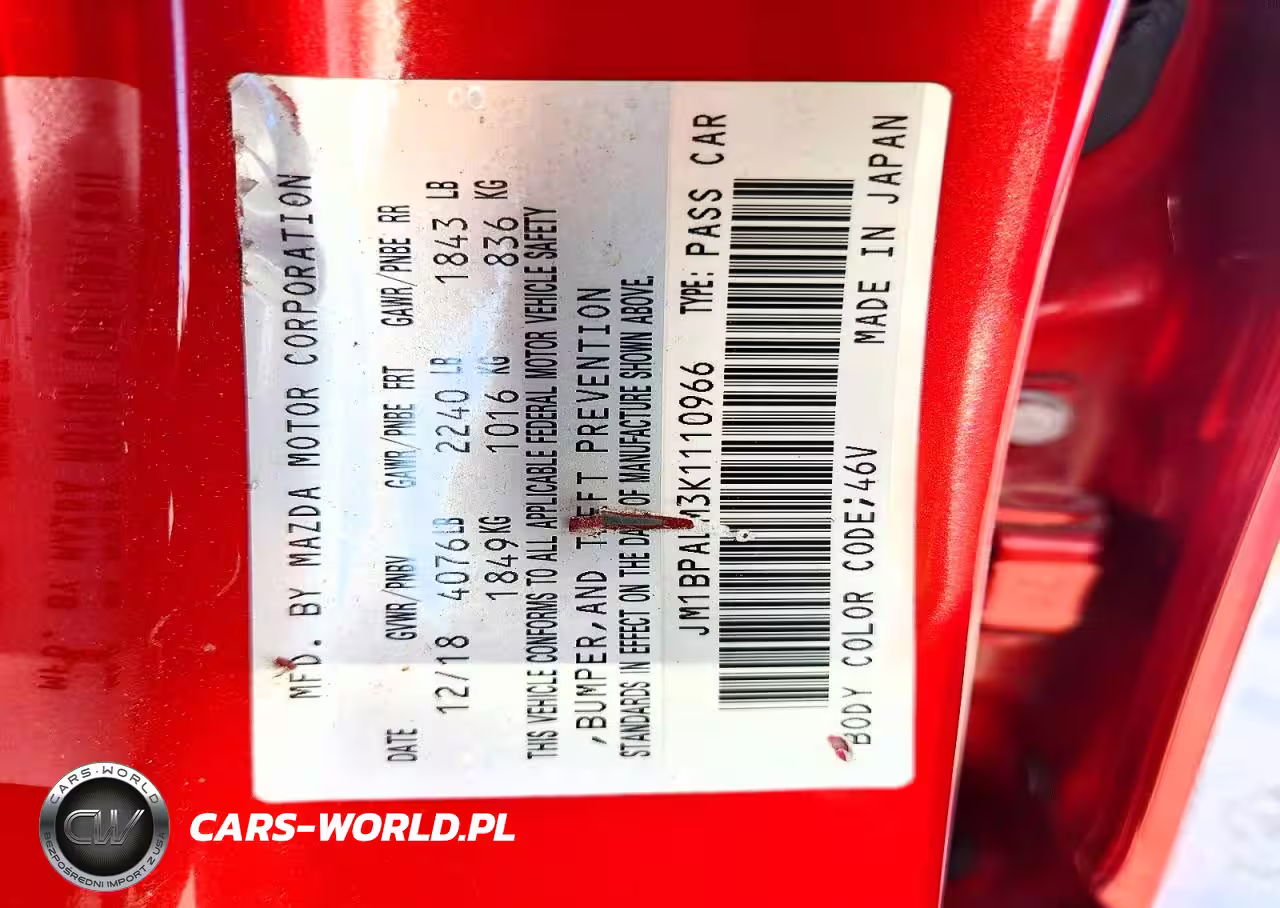 MFD. BY MAZDA MOTOR CORPORATION
DATE GVWR/PNBV GAWR/PNBE FRT GAWR/PNBE RR
12/18 4076LB 2240 LB 1843 LB
1849KG 1016 KG 836 KG
THIS VEHICLE CONFORMS TO ALL APPLICABLE FEDERAL MOTOR VEHICLE SAFETY
,BUMPER,AND THEFT PREVENTION
STANDARDS IN EFFECT ON THE DATE OF MANUFACTURE SHOWN ABOVE.
TYPE: PASS CAR
BODY COLOR CODE:46V MADE IN JAPAN
CARS-WORLD
CW
BEZPOŚREDNI IMPORT Z USA
CARS-WORLD.PL